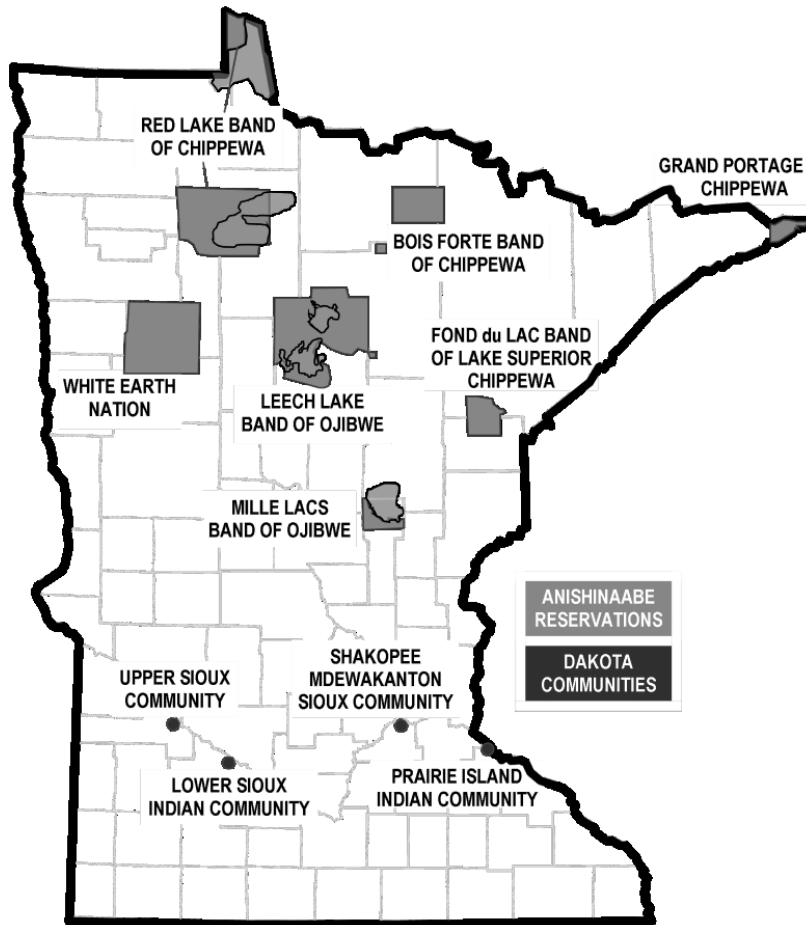 RED LAKE BAND
OF CHIPPEWA
GRAND PORTAGE
CHIPPEWA
BOIS FORTE BAND
OF CHIPPEWA
FOND du LAC BAND
OF LAKE SUPERIOR
CHIPPEWA
WHITE EARTH
NATION
LEECH LAKE
BAND OF OJIBWE
MILLE LACS
BAND OF OJIBWE
ANISHINAABE
RESERVATIONS
DAKOTA
COMMUNITIES
UPPER SIOUX
COMMUNITY
SHAKOPEE
MDEWAKANTON
SIOUX COMMUNITY
LOWER SIOUX
INDIAN COMMUNITY
PRAIRIE ISLAND
INDIAN COMMUNITY